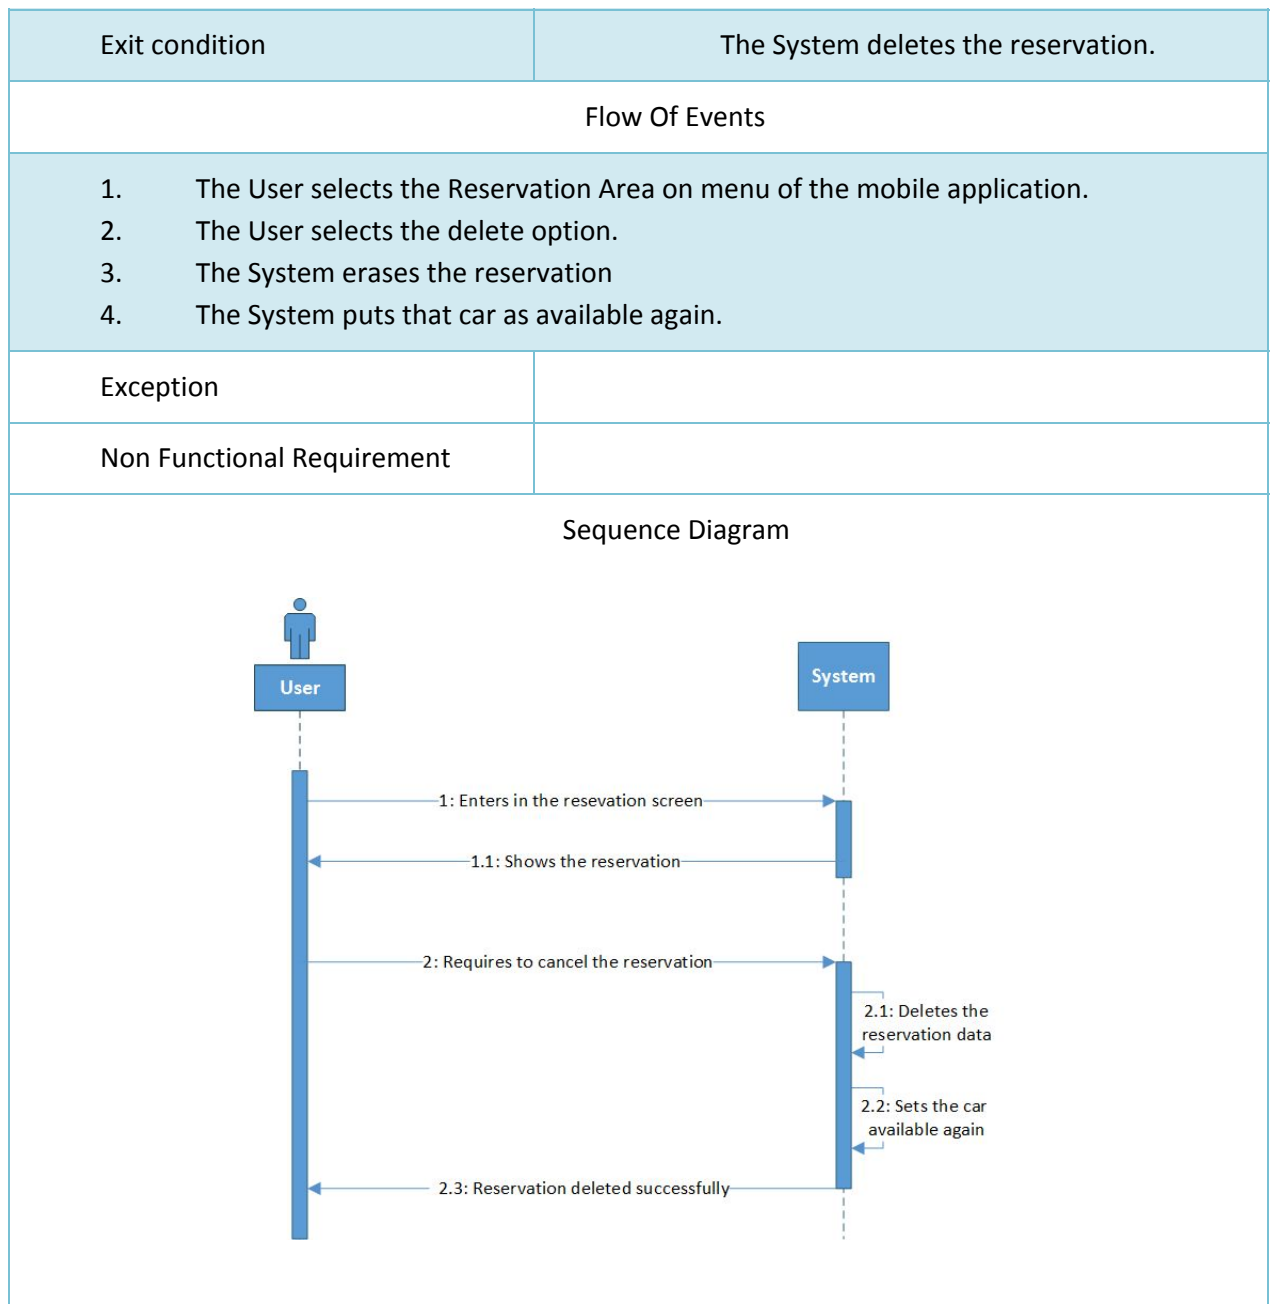 Exit condition The System deletes the reservation.
Flow Of Events
1. The User selects the Reservation Area on menu of the mobile application.
2. The User selects the delete option.
3. The System erases the reservation
4. The System puts that car as available again.
Exception
Non Functional Requirement
Sequence Diagram
User
System
1: Enters in the resevation screen
1.1: Shows the reservation
2: Requires to cancel the reservation
2.1: Deletes the
reservation data
2.2: Sets the car
available again
2.3: Reservation deleted successfully